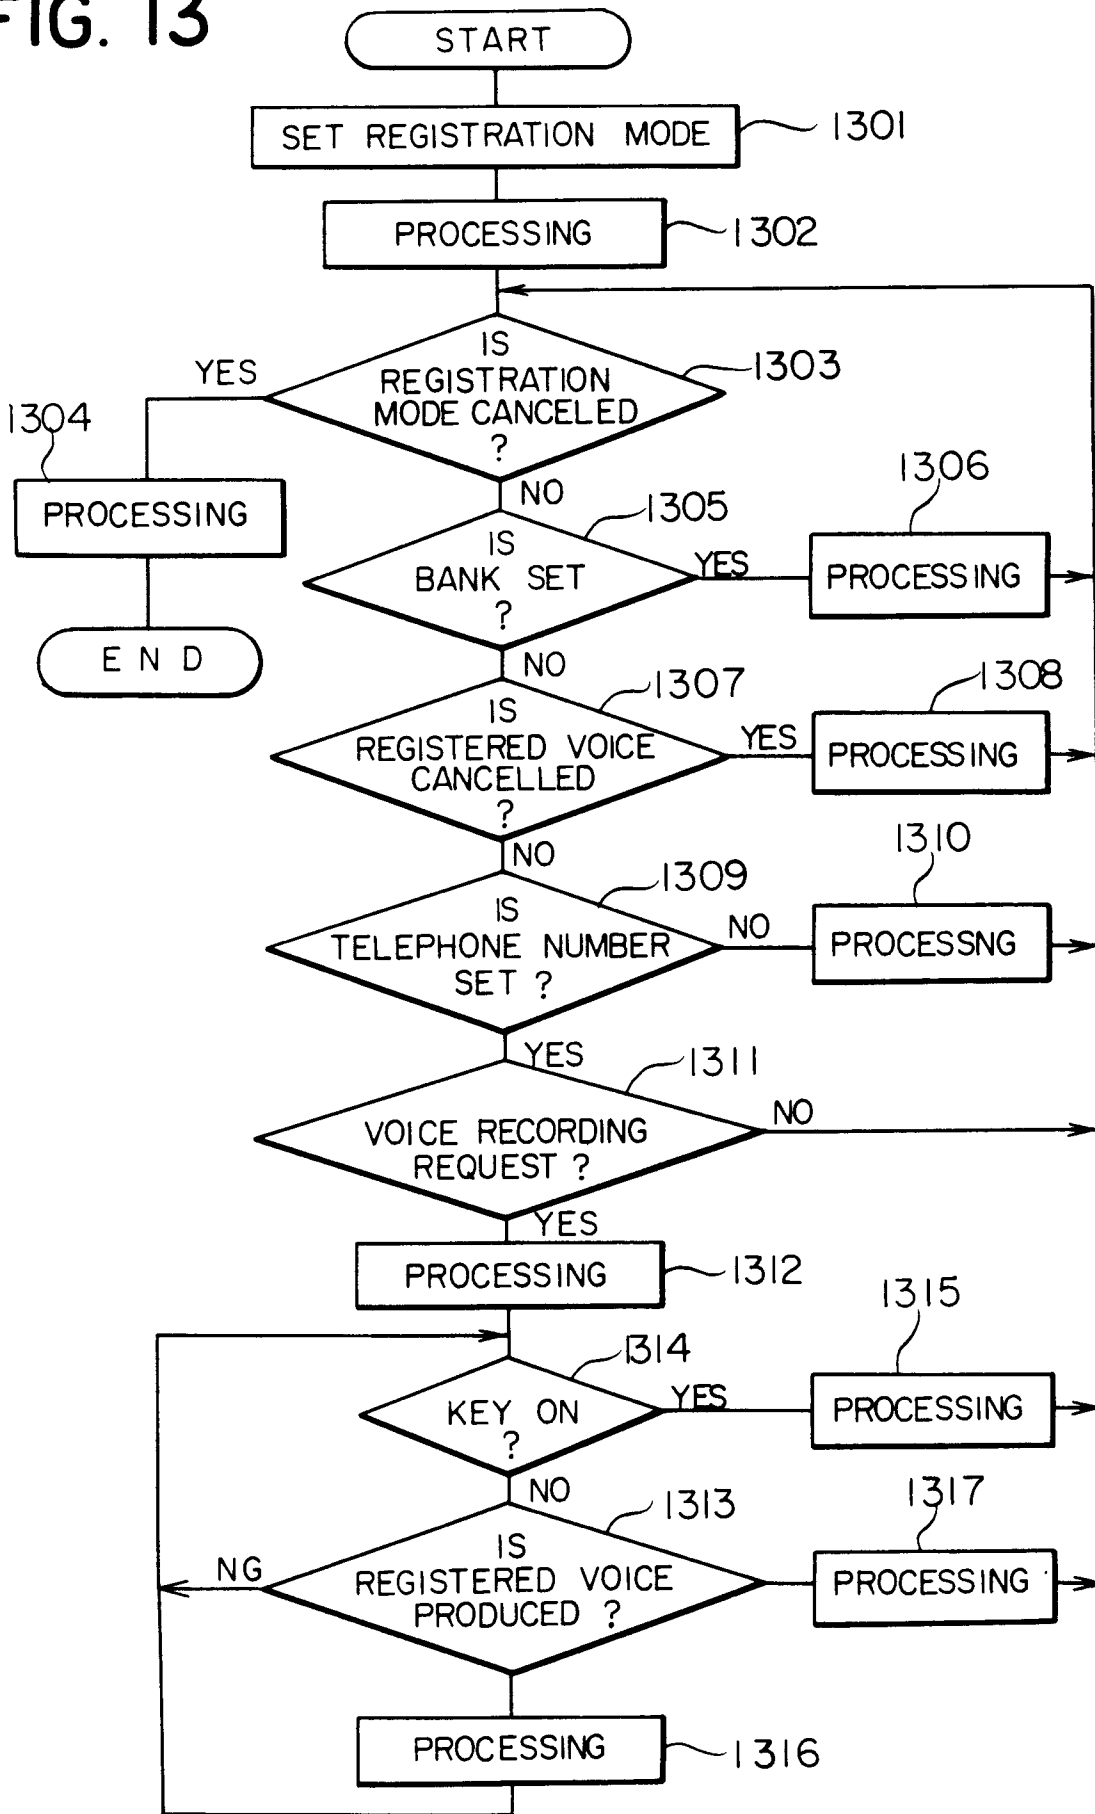 FIG. 13
START
SET REGISTRATION MODE
1301
PROCESSING
1302
IS
REGISTRATION
MODE CANCELED
?
1303
YES
1304
PROCESSING
END
NO
IS
BANK SET
?
1305
YES
1306
PROCESSING
NO
IS
REGISTERED VOICE
CANCELLED
?
1307
YES
1308
PROCESSING
NO
IS
TELEPHONE NUMBER
SET ?
1309
NO
1310
PROCESSNG
YES
VOICE RECORDING
REQUEST ?
1311
NO
YES
PROCESSING
1312
KEY ON
?
1314
YES
1315
PROCESSING
NO
IS
REGISTERED VOICE
PRODUCED ?
1313
NG
1317
PROCESSING
PROCESSING
1316